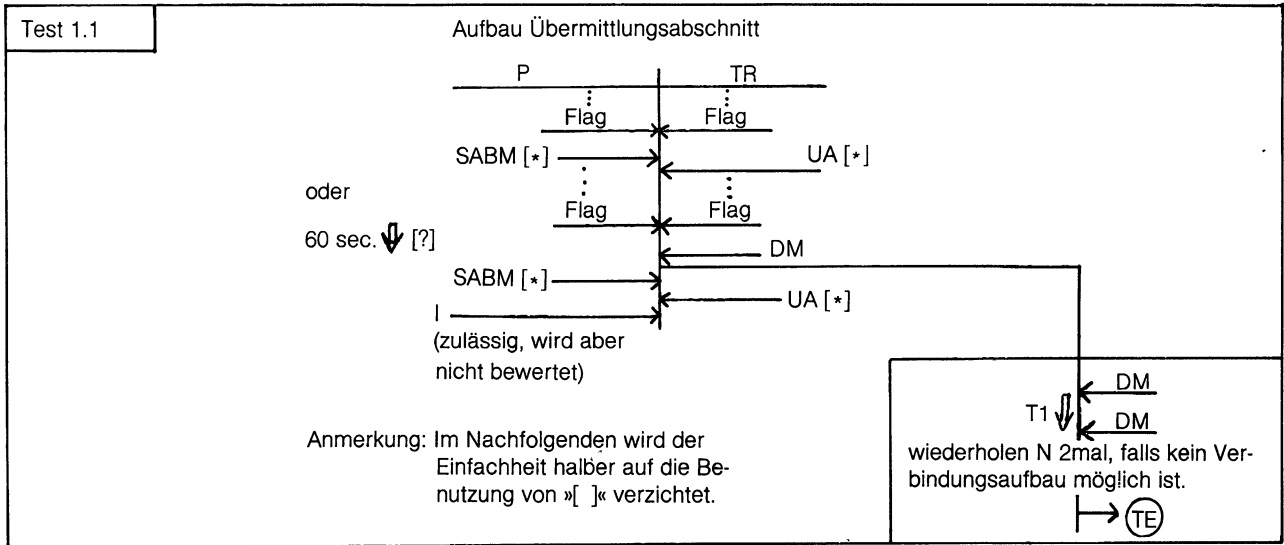 Test 1.1
Aufbau Übermittlungsabschnitt
P TR
Flag Flag
SABM [*] UA [*]
oder
Flag Flag
60 sec. [?]
DM
SABM [*]
UA [*]
I
(zulässig, wird aber
nicht bewertet)
DM
T1
DM
Anmerkung: Im Nachfolgenden wird der
Einfachheit halber auf die Be-
nutzung von »[ ]« verzichtet.
wiederholen N 2mal, falls kein Ver-
bindungsaufbau möglich ist.
TE